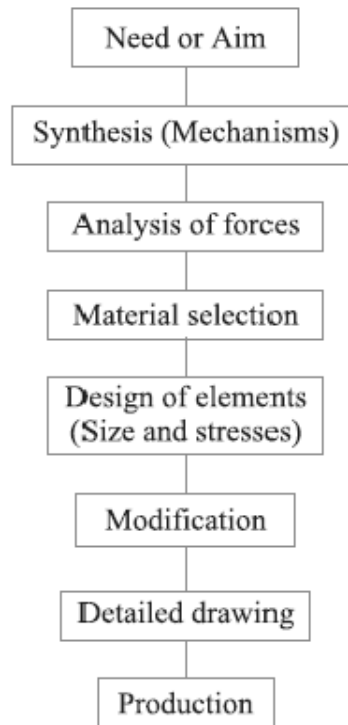 Need or Aim
Synthesis (Mechanisms)
Analysis of forces
Material selection
Design of elements
(Size and stresses)
Modification
Detailed drawing
Production